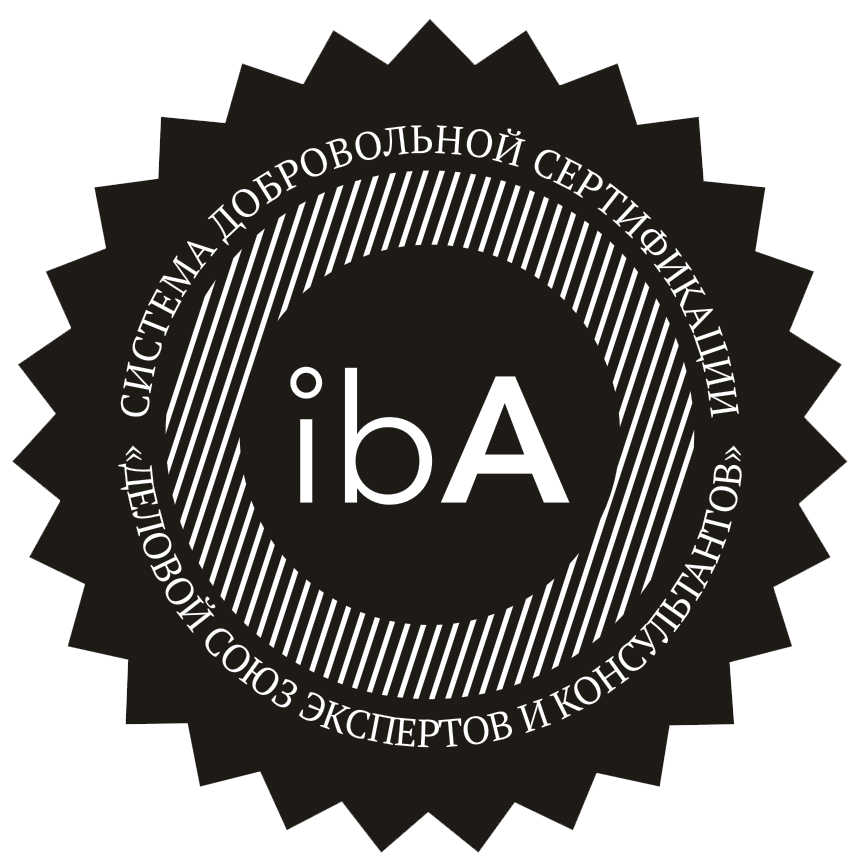 СИСТЕМА ДОБРОВОЛЬНОЙ СЕРТИФИКАЦИИ
ibA
«ДЕЛОВОЙ СОЮЗ ЭКСПЕРТОВ И КОНСУЛЬТАНТОВ»